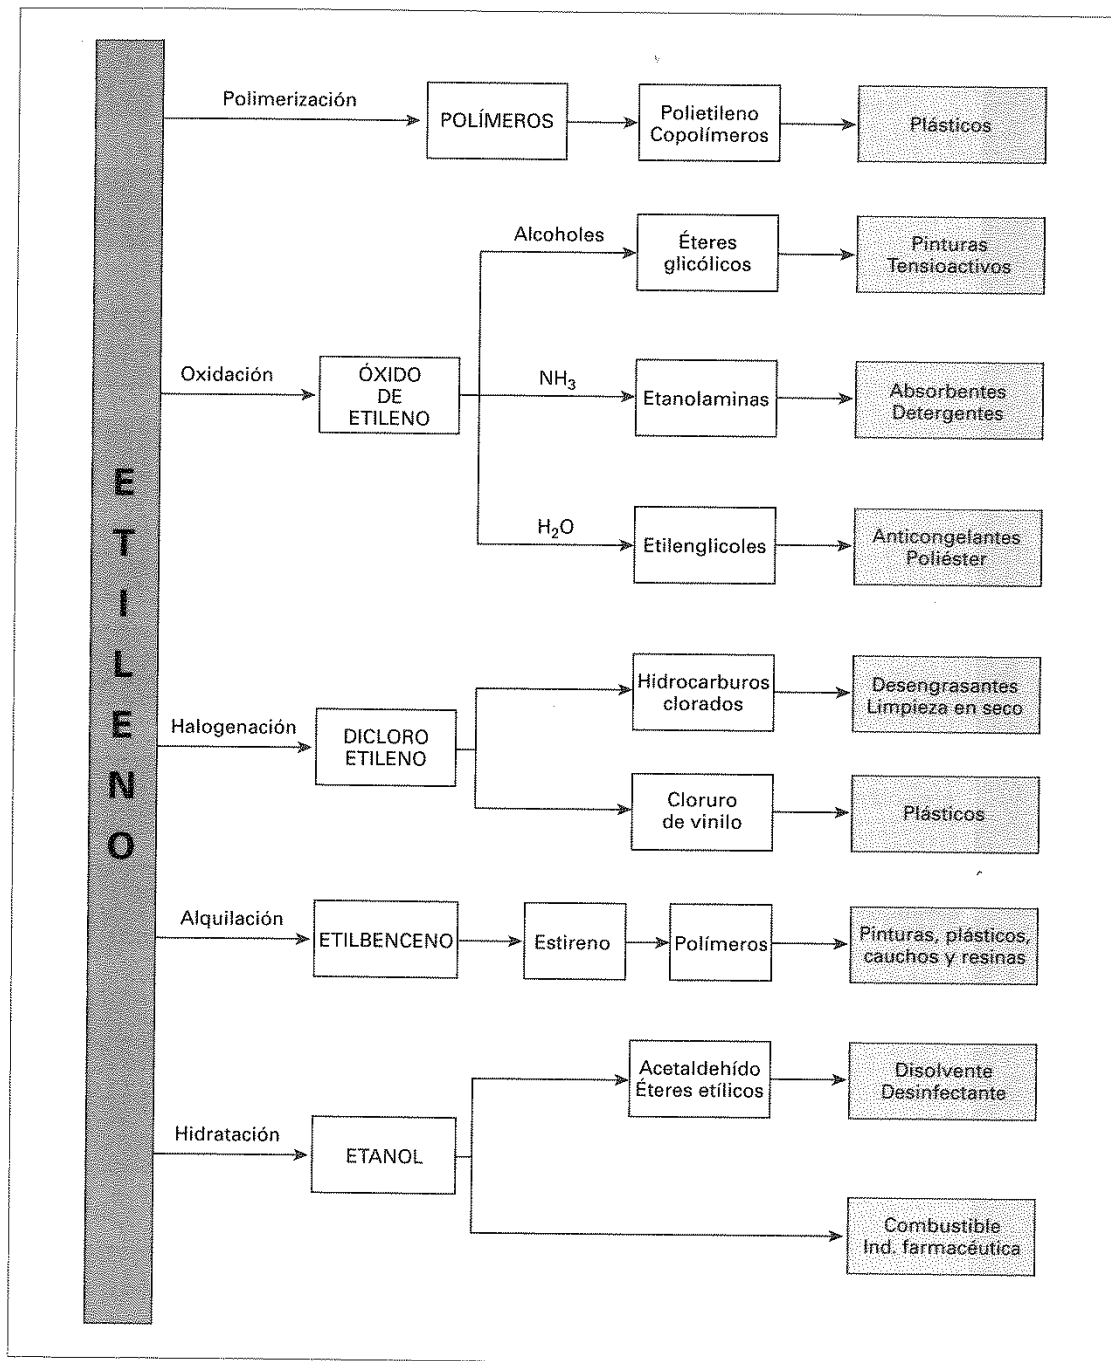 ETILENO
Polimerización
POLÍMEROS
Polietileno
Copolímeros
Plásticos
Oxidación
ÓXIDO
DE
ETILENO
Alcoholes
Éteres
glicólicos
Pinturas
Tensioactivos
NH₃
Etanolaminas
Absorbentes
Detergentes
H₂O
Etilenglicoles
Anticongelantes
Poliéster
Halogenación
DICLORO
ETILENO
Hidrocarburos
clorados
Desengrasantes
Limpieza en seco
Cloruro
de vinilo
Plásticos
Alquilación
ETILBENCENO
Estireno
Polímeros
Pinturas, plásticos,
cauchos y resinas
Hidratación
ETANOL
Acetaldehído
Éteres etílicos
Disolvente
Desinfectante
Combustible
Ind. farmacéutica